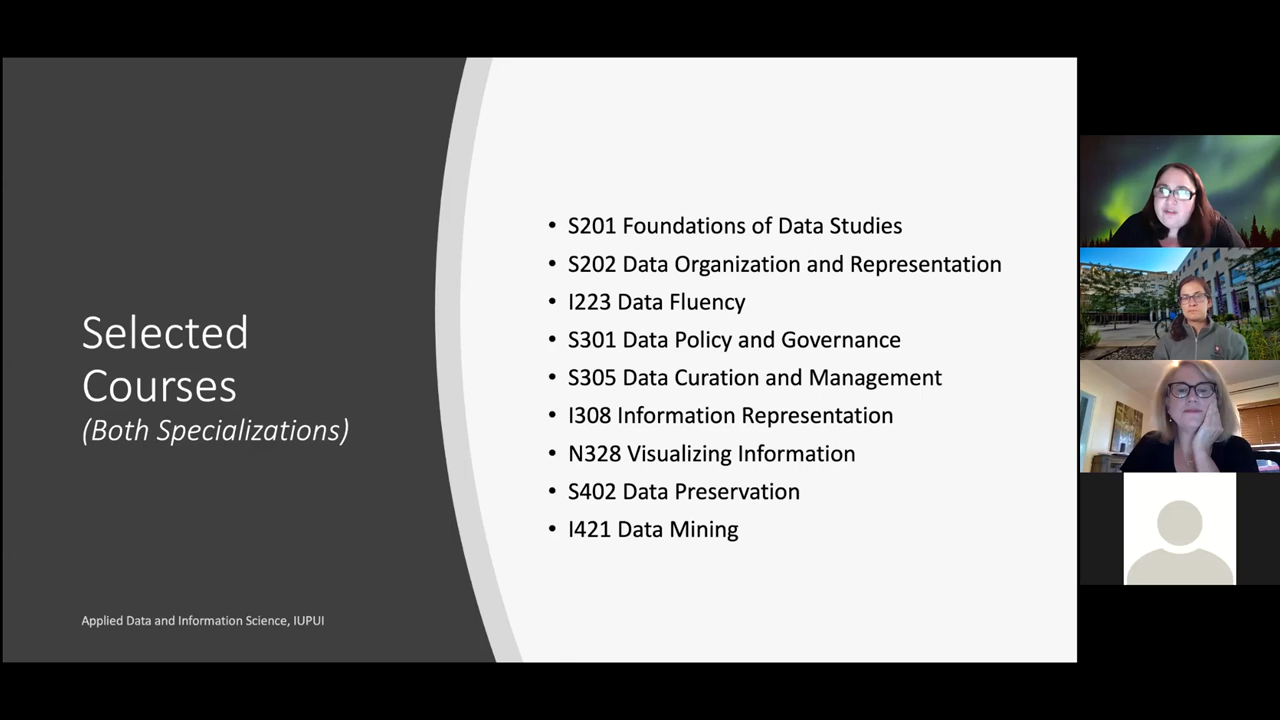 Selected
Courses
(Both Specializations)
Applied Data and Information Science, IUPUI
• S201 Foundations of Data Studies
• S202 Data Organization and Representation
• I223 Data Fluency
• S301 Data Policy and Governance
• S305 Data Curation and Management
• I308 Information Representation
• N328 Visualizing Information
• S402 Data Preservation
• I421 Data Mining